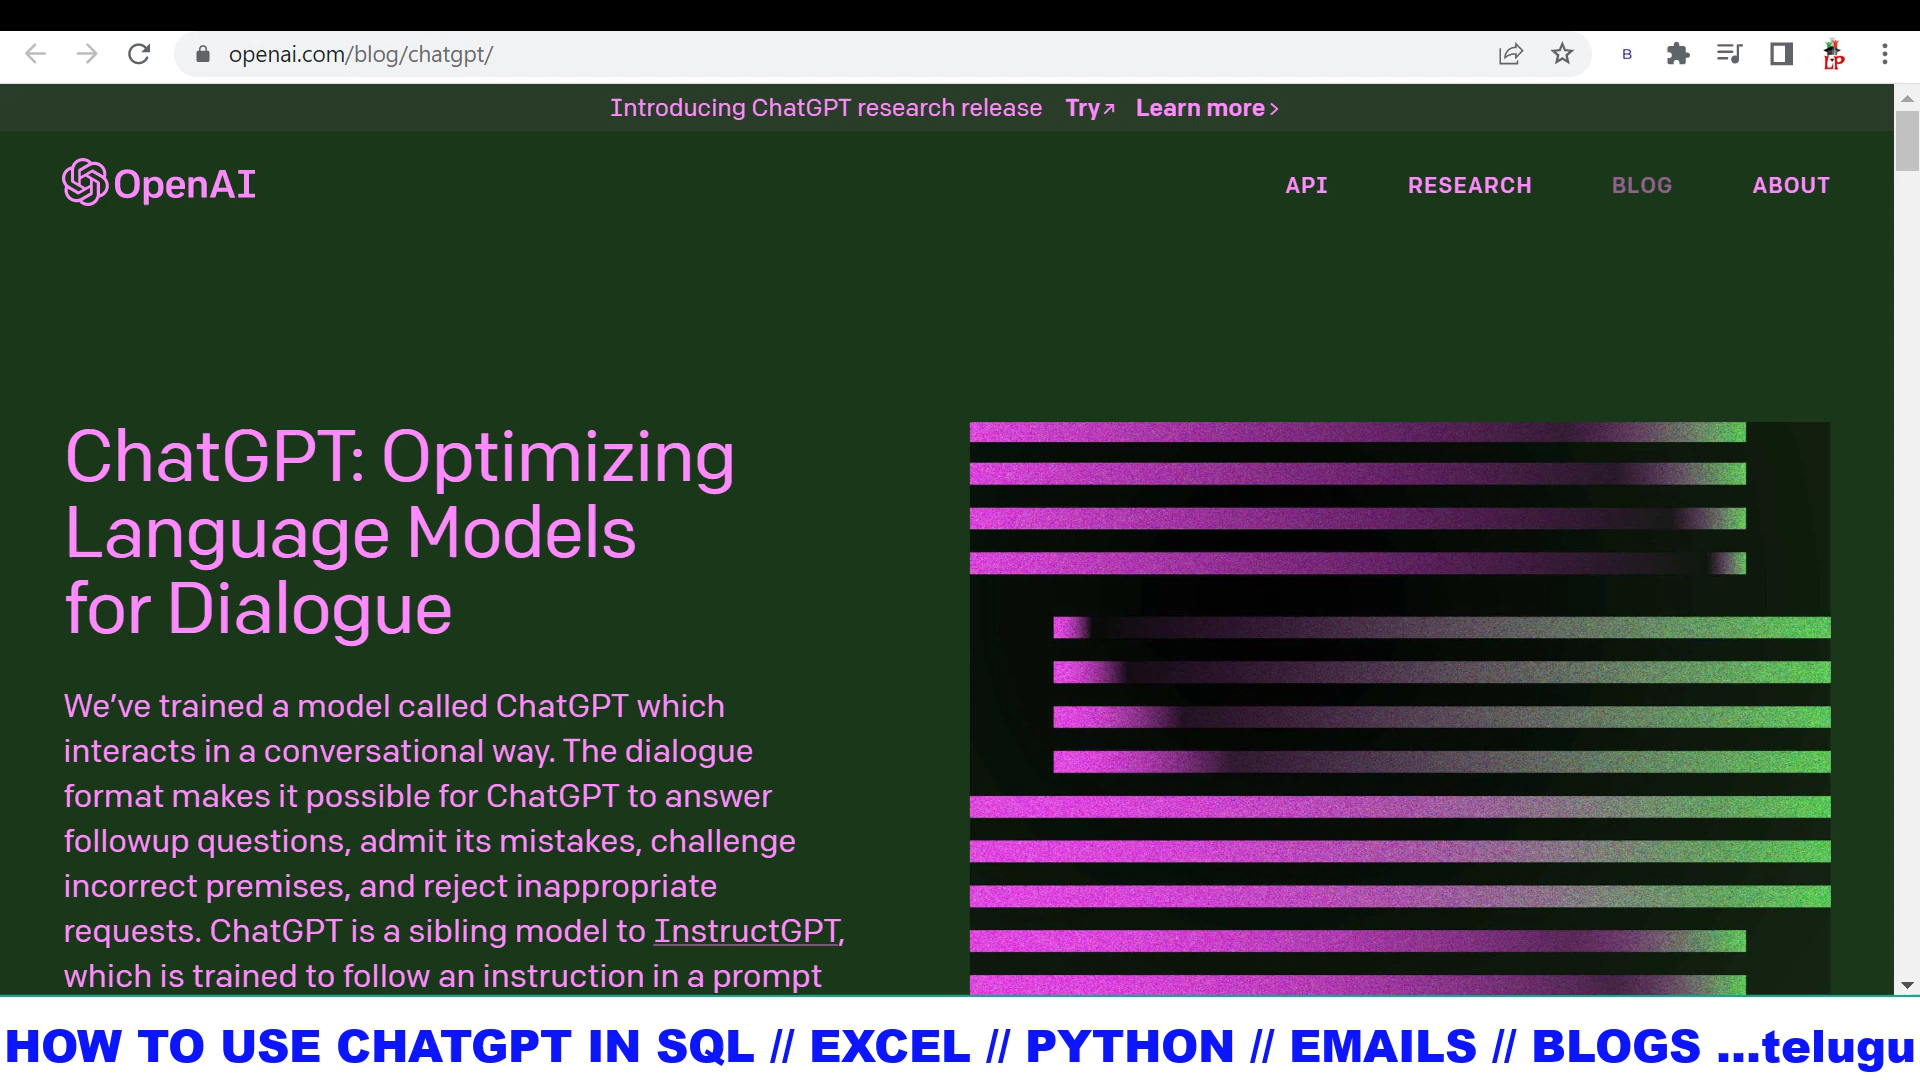 openai.com/blog/chatgpt/
B
LP
Introducing ChatGPT research release Try↗ Learn more >
OpenAI
API RESEARCH BLOG ABOUT
ChatGPT: Optimizing
Language Models
for Dialogue
We’ve trained a model called ChatGPT which
interacts in a conversational way. The dialogue
format makes it possible for ChatGPT to answer
followup questions, admit its mistakes, challenge
incorrect premises, and reject inappropriate
requests. ChatGPT is a sibling model to InstructGPT,
which is trained to follow an instruction in a prompt
HOW TO USE CHATGPT IN SQL // EXCEL // PYTHON // EMAILS // BLOGS ...telugu